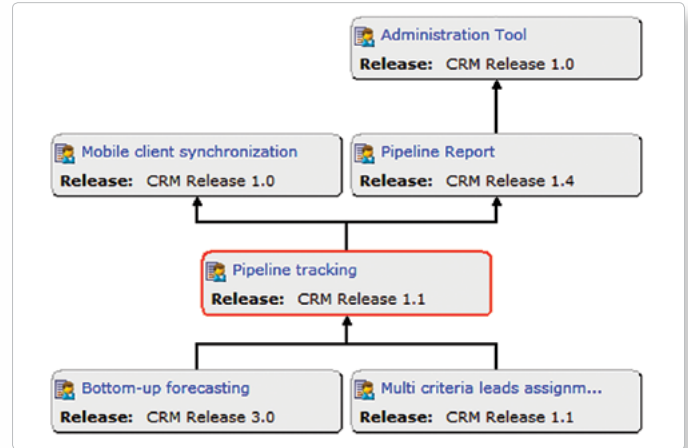 Administration Tool
Release: CRM Release 1.0
Mobile client synchronization
Release: CRM Release 1.0
Pipeline Report
Release: CRM Release 1.4
Pipeline tracking
Release: CRM Release 1.1
Bottom-up forecasting
Release: CRM Release 3.0
Multi criteria leads assignm...
Release: CRM Release 1.1